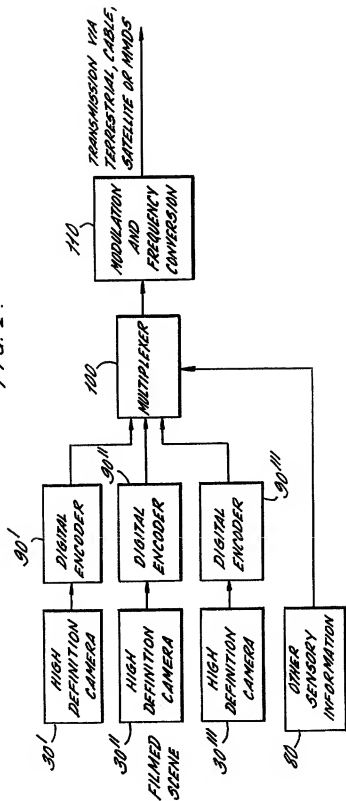 30'
HIGH
DEFINITION
CAMERA
90'
DIGITAL
ENCODER
FILMED
SCENE
30''
HIGH
DEFINITION
CAMERA
90''
DIGITAL
ENCODER
30'''
HIGH
DEFINITION
CAMERA
90'''
DIGITAL
ENCODER
80
OTHER
SENSORY
INFORMATION
100
MULTIPLEXER
110
MODULATION
AND
FREQUENCY
CONVERSION
TRANSMISSION VIA
TERRESTRIAL, CABLE,
SATELLITE OR MMDS